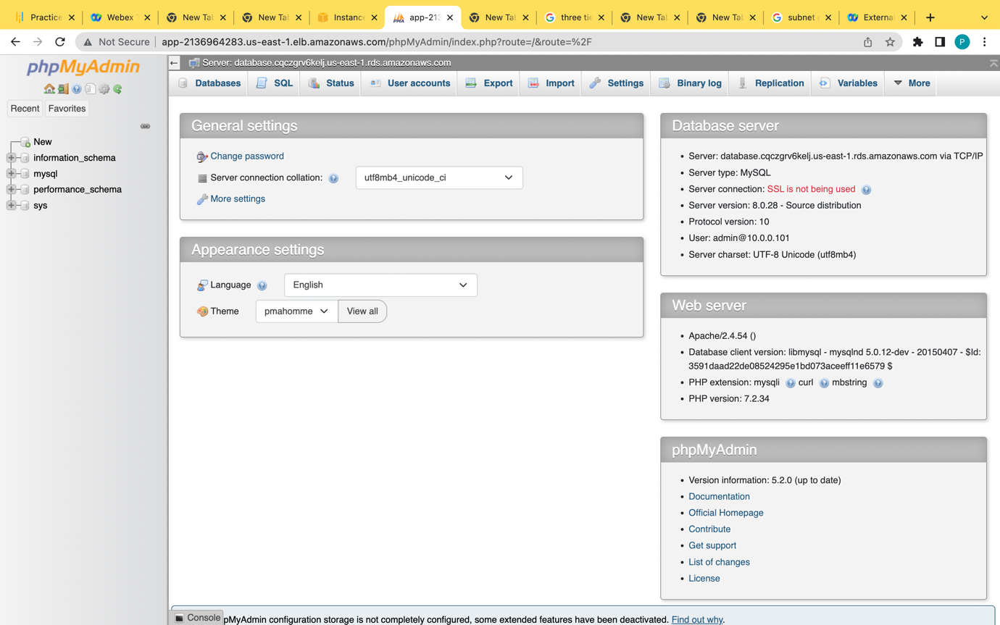 Practice
Webex T
New Tab
New Tab
Instance
app-213
New Tab
three tie
New Tab
New Tab
subnet
External
Not Secure
app-2136964283.us-east-1.elb.amazonaws.com/phpMyAdmin/index.php?route=/&route=%2F
P
phpMyAdmin
Recent
Favorites
New
information_schema
mysql
performance_schema
sys
Server: database.cqczgrv6kelj.us-east-1.rds.amazonaws.com
Databases
SQL
Status
User accounts
Export
Import
Settings
Binary log
Replication
Variables
More
General settings
Change password
Server connection collation:
utf8mb4_unicode_ci
More settings
Appearance settings
Language
English
Theme
pmahomme
View all
Database server
Server: database.cqczgrv6kelj.us-east-1.rds.amazonaws.com via TCP/IP
Server type: MySQL
Server connection: SSL is not being used
Server version: 8.0.28 - Source distribution
Protocol version: 10
User: admin@10.0.0.101
Server charset: UTF-8 Unicode (utf8mb4)
Web server
Apache/2.4.54 ()
Database client version: libmysql - mysqlnd 5.0.12-dev - 20150407 - $Id:
3591daad22de08524295e1bd073aceeff11e6579 $
PHP extension: mysqli curl mbstring
PHP version: 7.2.34
phpMyAdmin
Version information: 5.2.0 (up to date)
Documentation
Official Homepage
Contribute
Get support
List of changes
License
Console
pMyAdmin configuration storage is not completely configured, some extended features have been deactivated. Find out why.